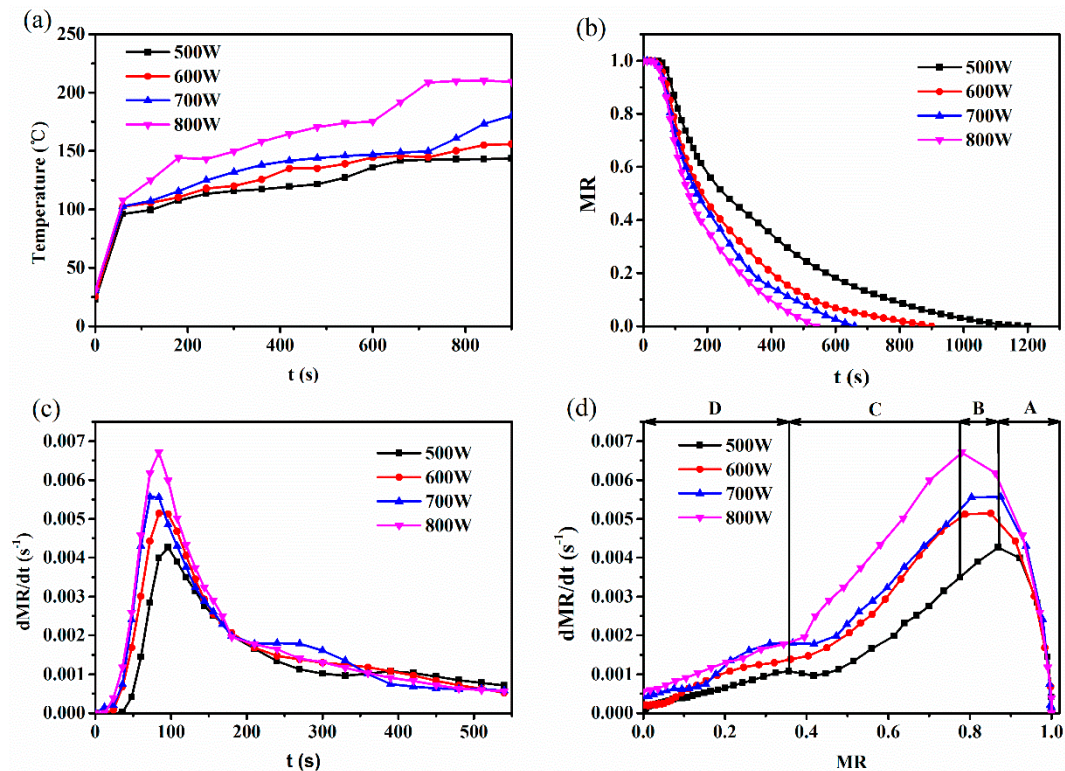 (a)
250
200
150
100
50
0
Temperature (℃)
500W
600W
700W
800W
0 200 400 600 800
t (s)
(b)
1.0
0.8
0.6
0.4
0.2
0.0
MR
500W
600W
700W
800W
0 200 400 600 800 1000 1200
t (s)
(c)
0.007
0.006
0.005
0.004
0.003
0.002
0.001
0.000
dMR/dt (s-1)
500W
600W
700W
800W
0 100 200 300 400 500
t (s)
(d)
D C B A
0.007
0.006
0.005
0.004
0.003
0.002
0.001
0.000
dMR/dt (s-1)
500W
600W
700W
800W
0.0 0.2 0.4 0.6 0.8 1.0
MR